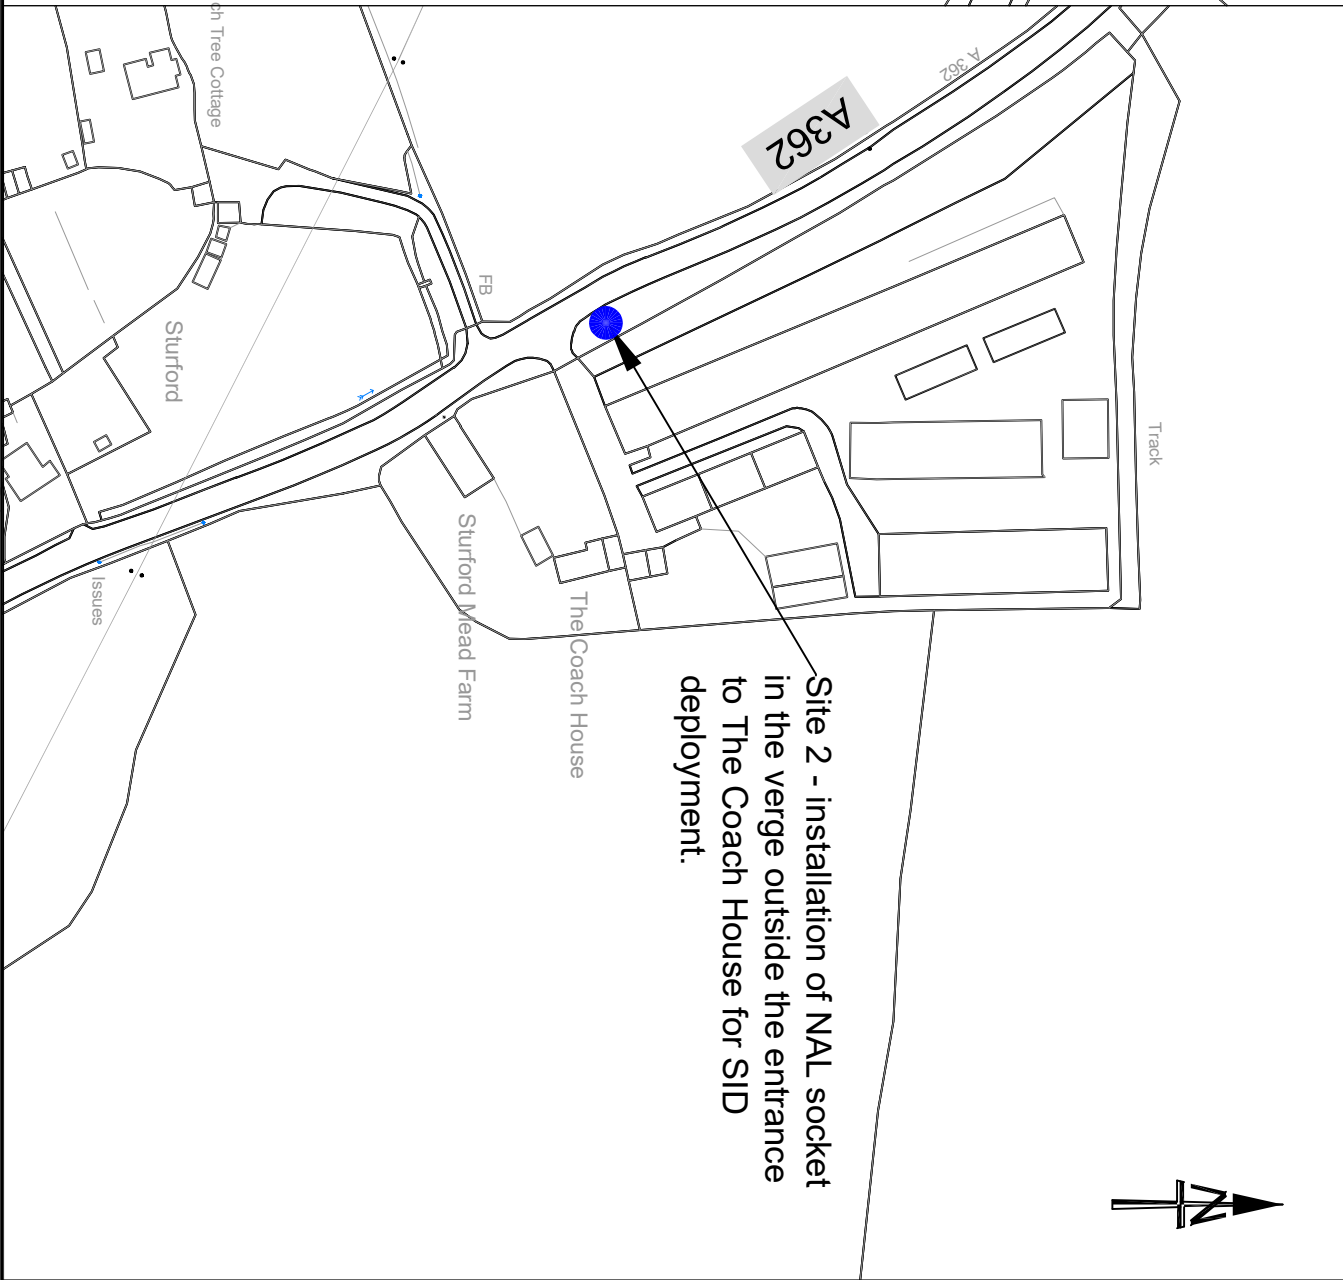 ch Tree Cottage
A 362
A362
FB
Sturford
Track
Issues
Sturford Mead Farm
The Coach House
Site 2 - installation of NAL socket
in the verge outside the entrance
to The Coach House for SID
deployment.
N